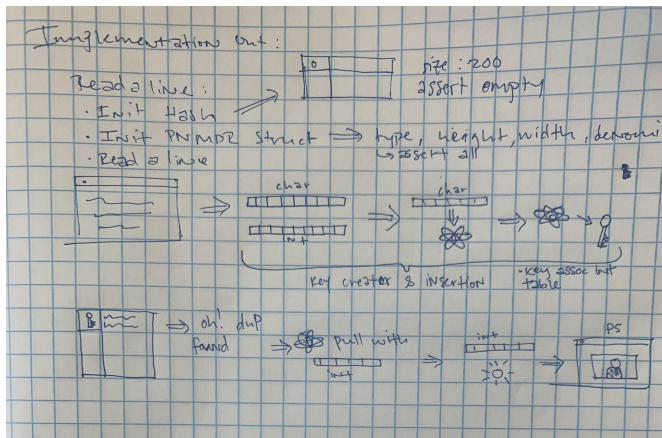 Implementation out:
Read a line:
· Init Hash
· Init PNMRDR struct ⇒ type, height, width, denomi
↳ assert all
· Read a line
0
size: 200
assert empty
char
int
char
key creator & insertion
· key assoc init
table
oh! dup
found
pull with
int
int
PS